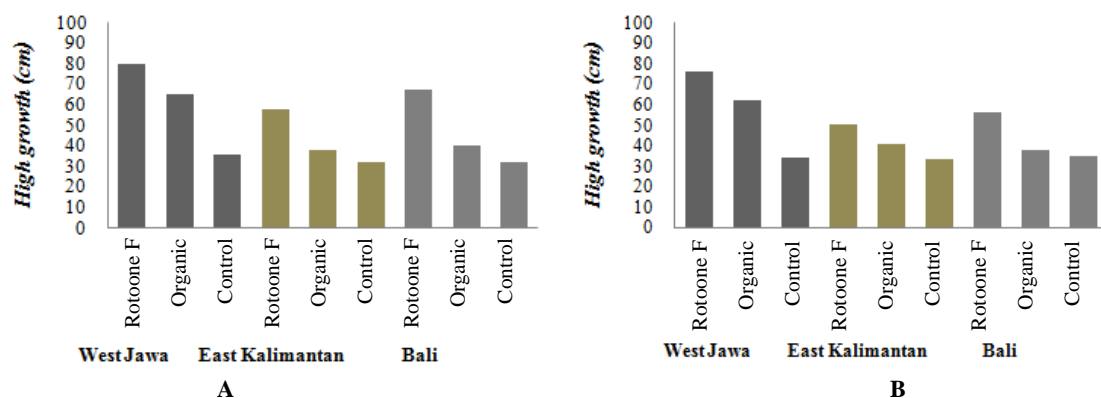 High growth (cm)
100
90
80
70
60
50
40
30
20
10
0
Rotoone F
Organic
Control
Rotoone F
Organic
Control
Rotoone F
Organic
Control
West Jawa East Kalimantan Bali
A
High growth (cm)
100
90
80
70
60
50
40
30
20
10
0
Rotoone F
Organic
Control
Rotoone F
Organic
Control
Rotoone F
Organic
Control
West Jawa East Kalimantan Bali
B